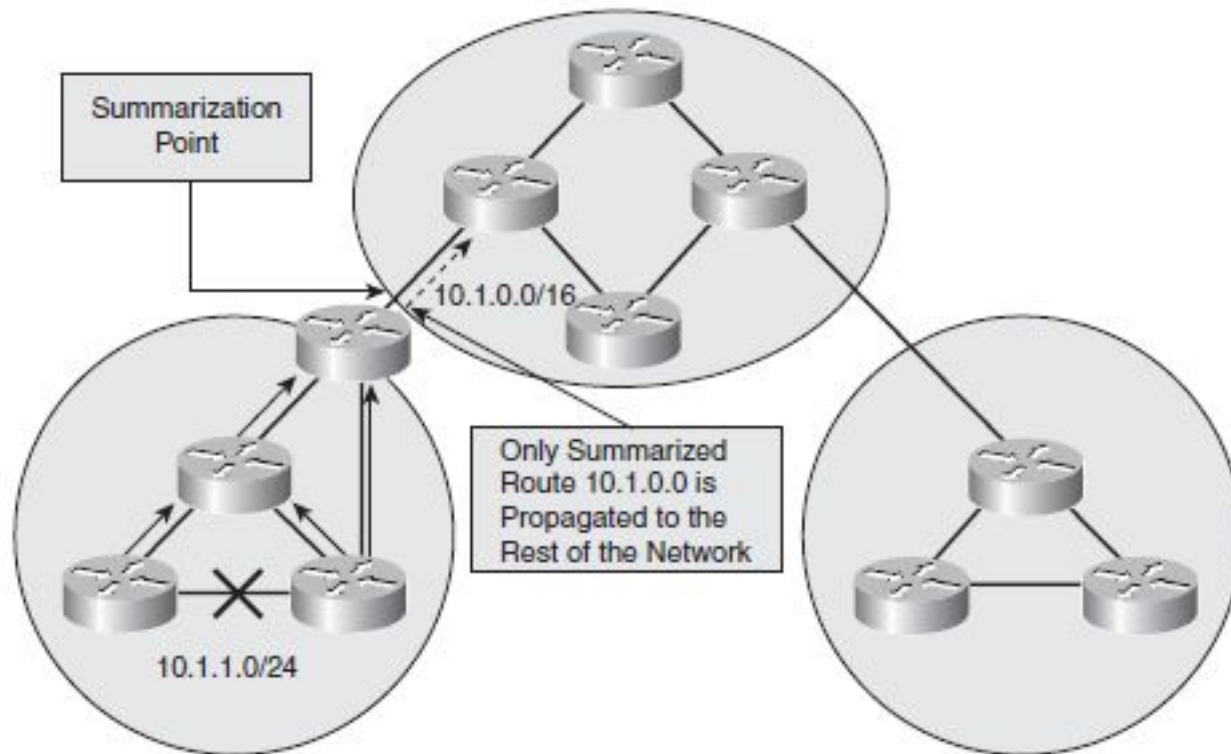 Summarization
Point
10.1.0.0/16
Only Summarized
Route 10.1.0.0 is
Propagated to the
Rest of the Network
10.1.1.0/24